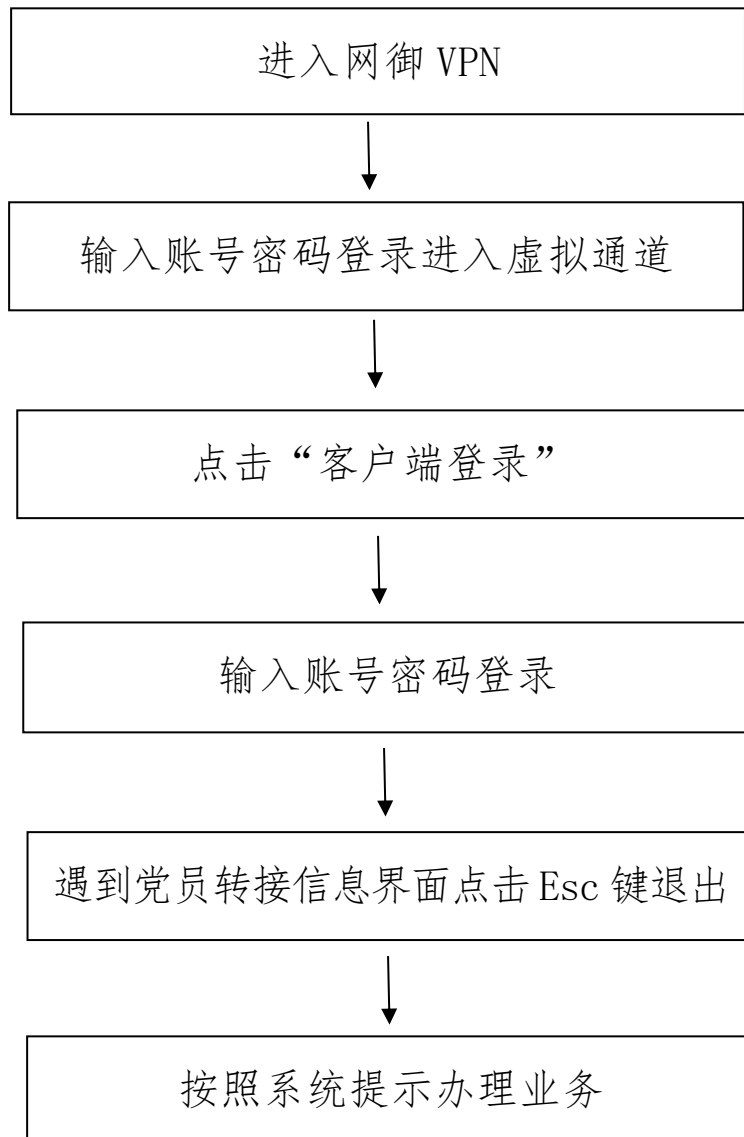 进入网御 VPN
输入账号密码登录进入虚拟通道
点击“客户端登录”
输入账号密码登录
遇到党员转接信息界面点击 Esc 键退出
按照系统提示办理业务